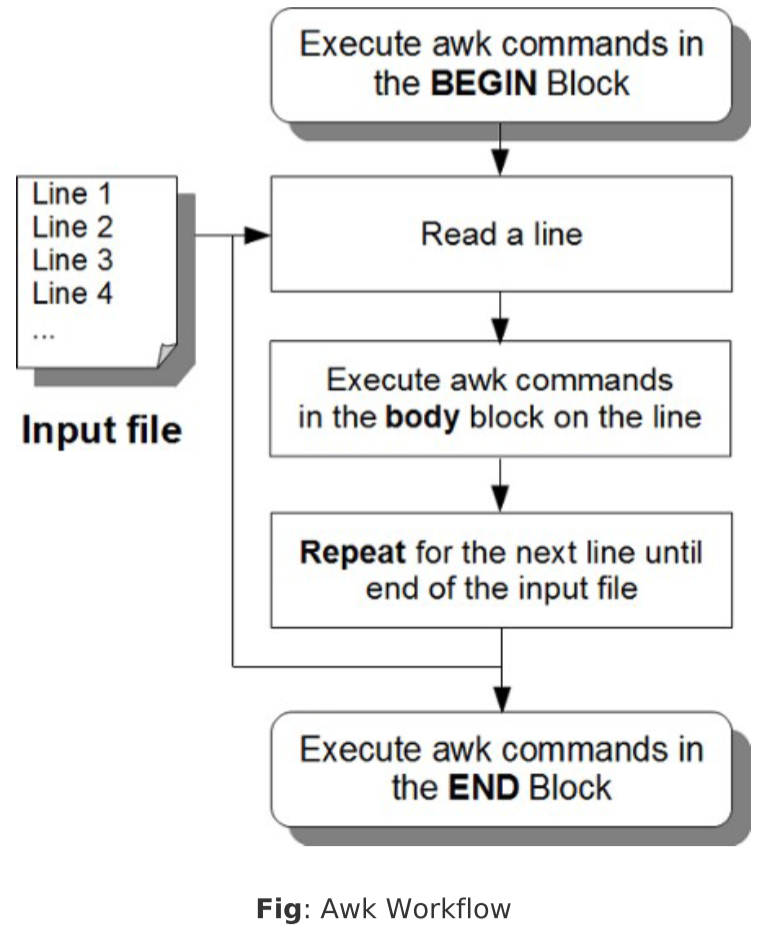 Execute awk commands in
the BEGIN Block
Line 1
Line 2
Line 3
Line 4
...
Input file
Read a line
Execute awk commands
in the body block on the line
Repeat for the next line until
end of the input file
Execute awk commands in
the END Block
Fig: Awk Workflow